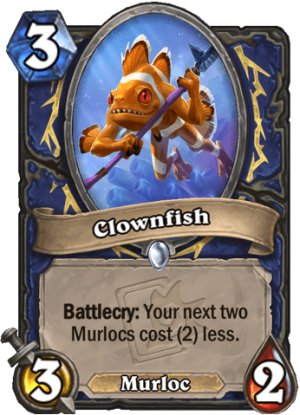 3
Clownfish
Battlecry: Your next two
Murlocs cost (2) less.
3
Murloc
2